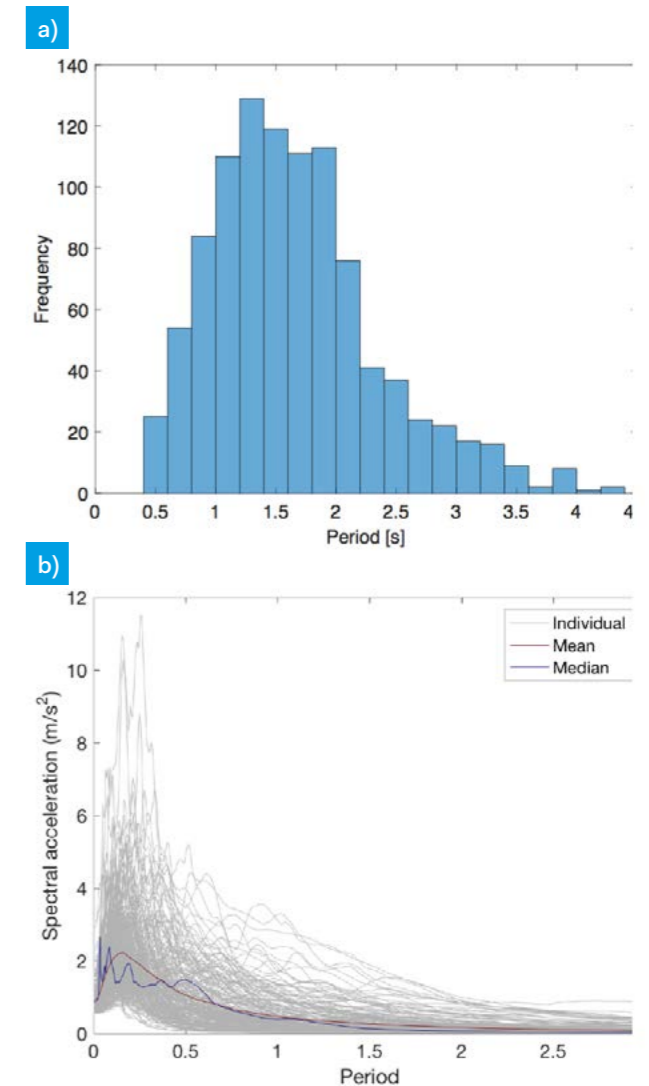 a)
140
120
100
80
60
40
20
0
Frequency
0 0.5 1 1.5 2 2.5 3 3.5 4 4
Period [s]
b)
12
10
8
6
4
2
0
Spectral acceleration (m/s²)
Individual
Mean
Median
0 0.5 1 1.5 2 2.5
Period